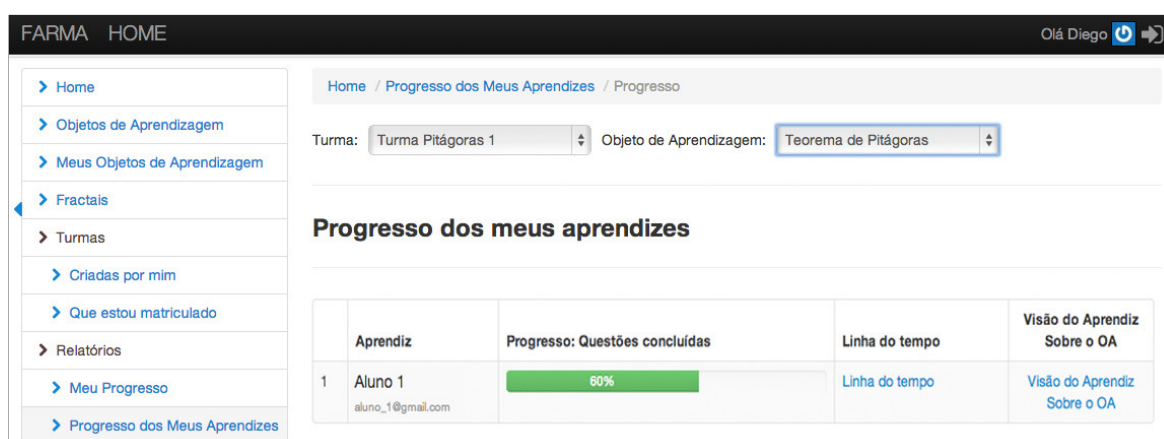 FARMA HOME
Olá Diego
Home
Objetos de Aprendizagem
Meus Objetos de Aprendizagem
Fractais
Turmas
Criadas por mim
Que estou matriculado
Relatórios
Meu Progresso
Progresso dos Meus Aprendizes
Home / Progresso dos Meus Aprendizes / Progresso
Turma: Turma Pitágoras 1 Objeto de Aprendizagem: Teorema de Pitágoras
Progresso dos meus aprendizes
Aprendiz Progresso: Questões concluídas Linha do tempo Visão do Aprendiz
Sobre o OA
1 Aluno 1 60% Linha do tempo Visão do Aprendiz
aluno_1@gmail.com Sobre o OA